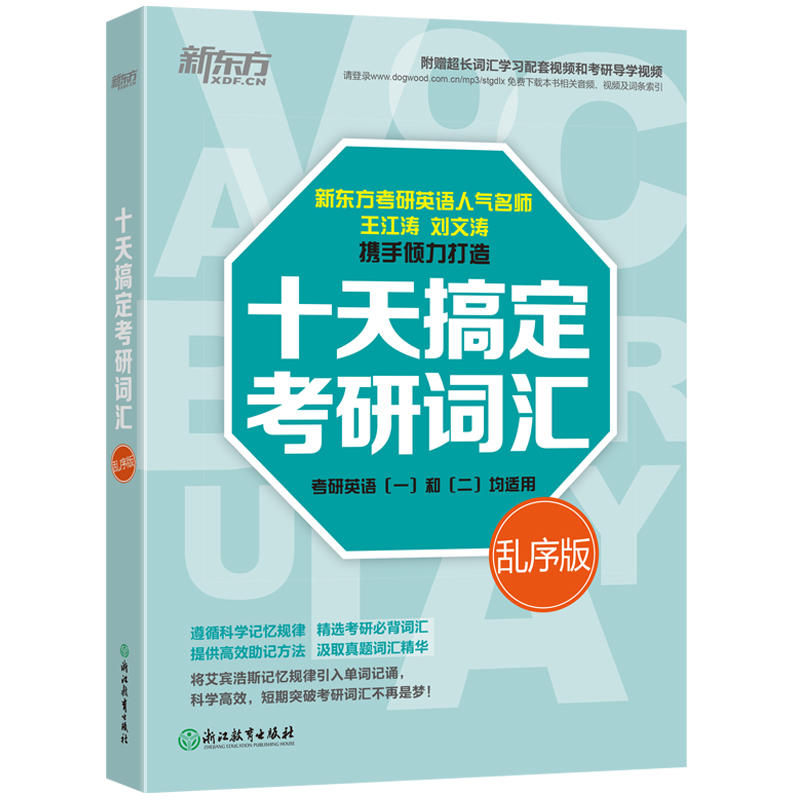 新东方
XDF.CN
附赠超长词汇学习配套视频和考研导学视频
请登录www.dogwood.com.cn/mp3/stgdlx 免费下载本书相关音频、视频及词条索引
VOC
AB
BULARY
新东方考研英语人气名师
王江涛 刘文涛
携手倾力打造
十天搞定
考研词汇
考研英语(一)和(二)均适用
乱序版
遵循科学记忆规律 精选考研必背词汇
提供高效助记方法 汲取真题词汇精华
将艾宾浩斯记忆规律引入单词记诵，
科学高效，短期突破考研词汇不再是梦！
浙江教育出版社
ZHEJIANG EDUCATION PUBLISHING HOUSE
十天搞定考研词汇
乱序版
浙江教育出版社